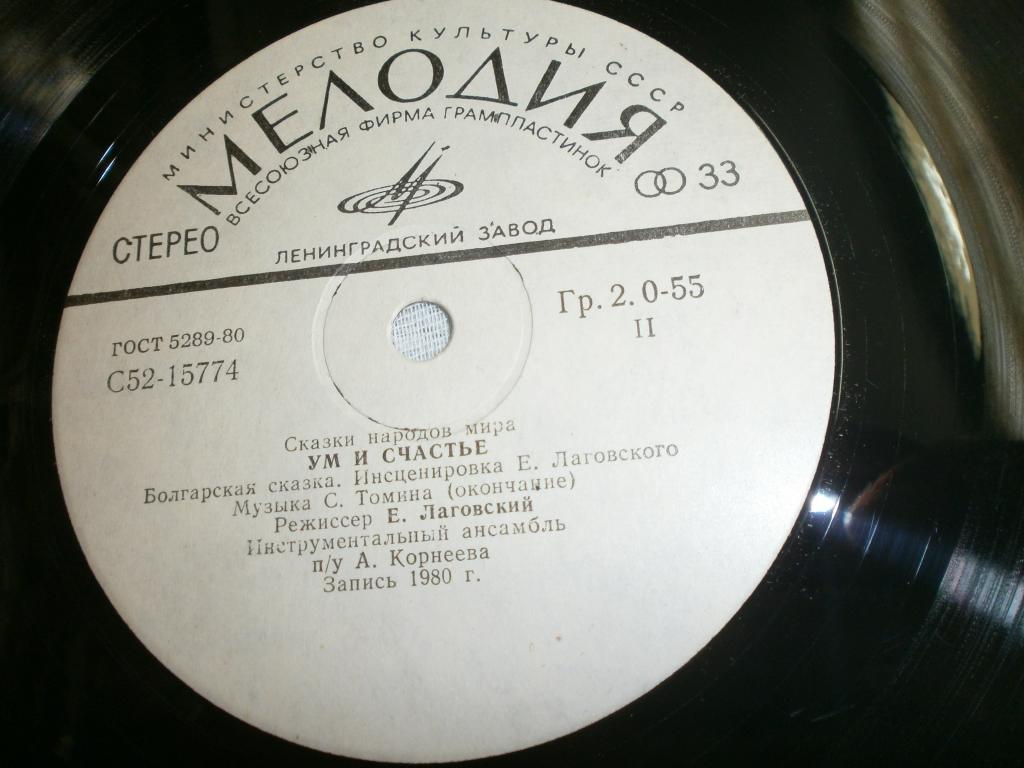 МИНИСТЕРСТВО КУЛЬТУРЫ СССР
МЕЛОДИЯ
ВСЕСОЮЗНАЯ ФИРМА ГРАМПЛАСТИНОК
33
СТЕРЕО
ЛЕНИНГРАДСКИЙ ЗАВОД
ГОСТ 5289-80
Гр. 2. 0-55
С52-15774
II
Сказки народов мира
УМ И СЧАСТЬЕ
Болгарская сказка. Инсценировка Е. Лаговского
Музыка С. Томина (окончание)
Режиссер Е. Лаговский
Инструментальный ансамбль
п/у А. Корнеева
Запись 1980 г.